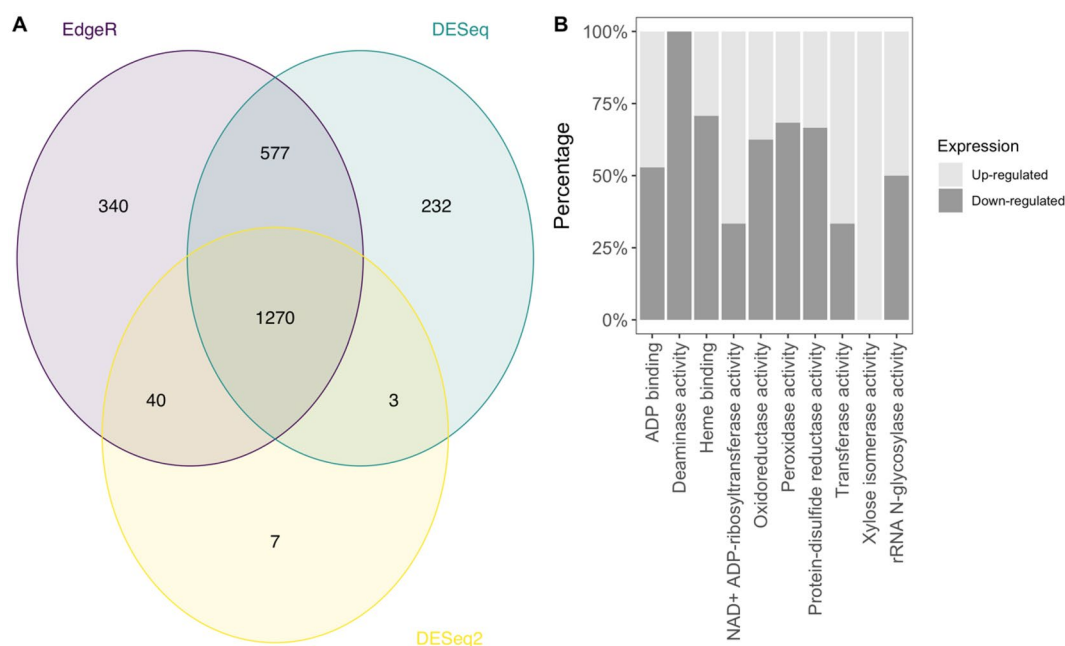 A
EdgeR
DESeq
577
340
232
1270
40
3
7
DESeq2
B
100%
75%
50%
25%
0%
Percentage
ADP binding
Deaminase activity
Heme binding
NAD+ ADP-ribosyltransferase activity
Oxidoreductase activity
Peroxidase activity
Protein-disulfide reductase activity
Transferase activity
Xylose isomerase activity
rRNA N-glycosylase activity
Expression
Up-regulated
Down-regulated